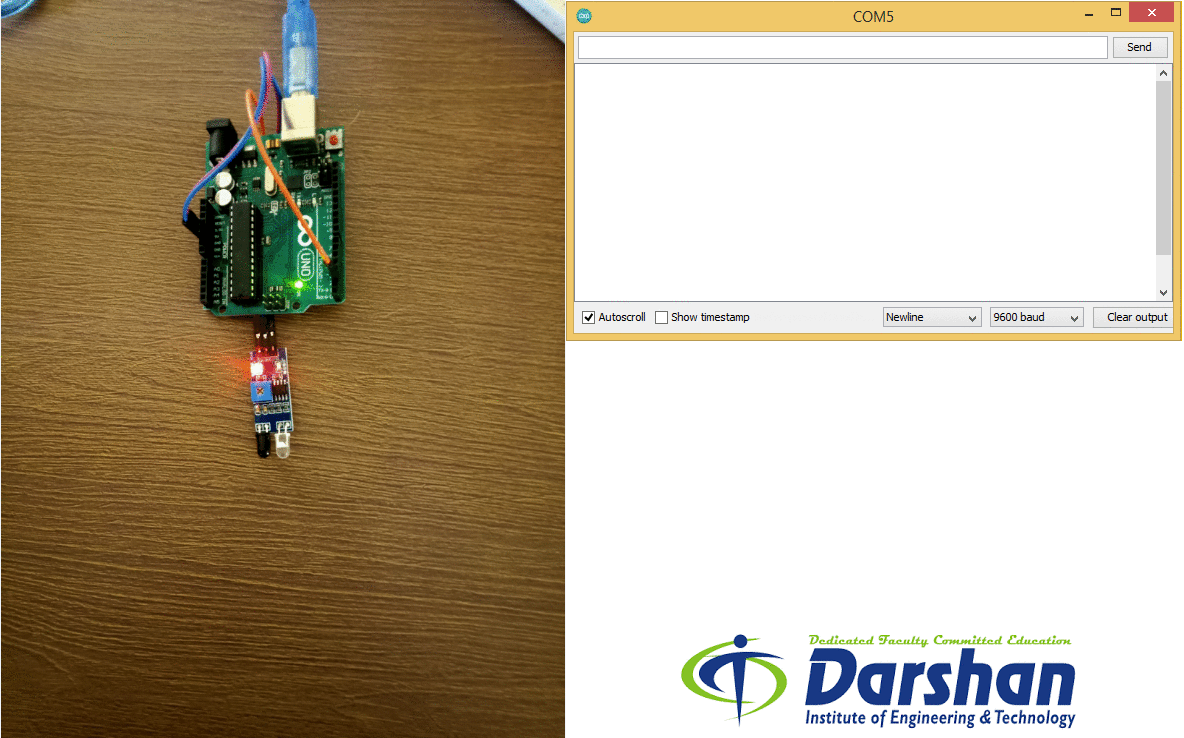 COM5
Send
Autoscroll
Show timestamp
Newline
9600 baud
Clear output
UNO
Dedicated Faculty Committed Education
Darshan
Institute of Engineering & Technology